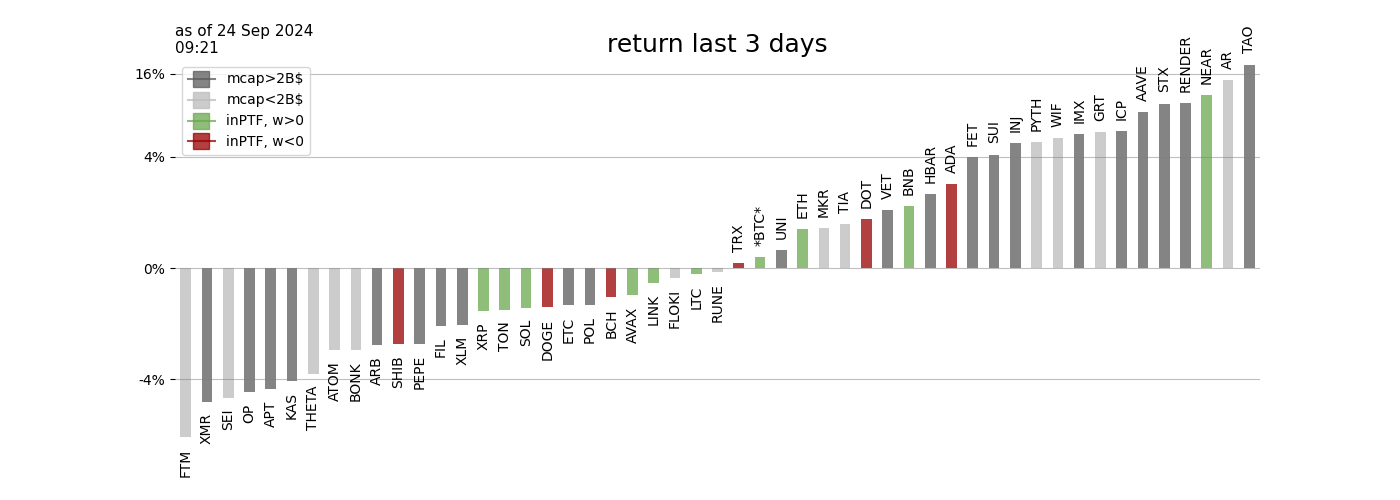 as of 24 Sep 2024
09:21
return last 3 days
mcap>2B$
mcap<2B$
inPTF, w>0
inPTF, w<0
16%
4%
0%
-4%
FTM
XMR
SEI
OP
APT
KAS
THETA
ATOM
BONK
ARB
SHIB
PEPE
FIL
XLM
XRP
TON
SOL
DOGE
ETC
POL
BCH
AVAX
LINK
FLOKI
LTC
RUNE
TRX
*BTC*
UNI
ETH
MKR
TIA
DOT
VET
BNB
HBAR
ADA
FET
SUI
INJ
PYTH
WIF
IMX
GRT
ICP
AAVE
STX
RENDER
NEAR
AR
TAO